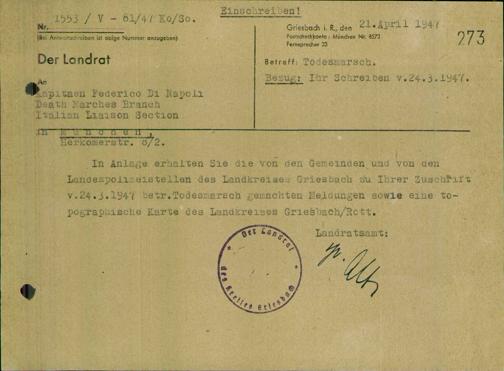 Einschreiben!
Nr. 1553 / V - 61/47 Ko/So.
(Bei Antwortschreiben ist obige Nummer anzugeben)
Griesbach i. R., den 21. April 1947
Postscheckkonto: München Nr. 8572
Fernsprecher 33
273
Der Landrat
Betreff: Todesmarsch.
Bezug: Ihr Schreiben v.24.3.1947.
An
Kapitaen Federico Di Napoli
Death Marches Branch
Italian Liaison Section
in München,
Herkomerstr. 8/2.
In Anlage erhalten Sie die von den Gemeinden und von den
Landespolizeistellen des Landkreises Griesbach zu Ihrer Zuschrift
v.24.3.1947 betr.Todesmarsch gemachten Meldungen sowie eine to-
pographische Karte des Landkreises Griesbach/Rott.
Landratsamt:
Der Landrat
des Kreises Griesbach